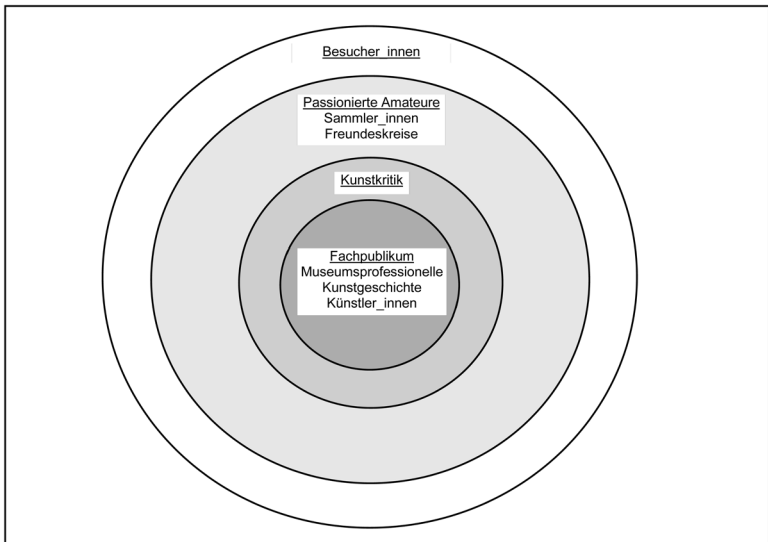 Besucher_innen
Passionierte Amateure
Sammler_innen
Freundeskreise
Kunstkritik
Fachpublikum
Museumsprofessionelle
Kunstgeschichte
Künstler_innen